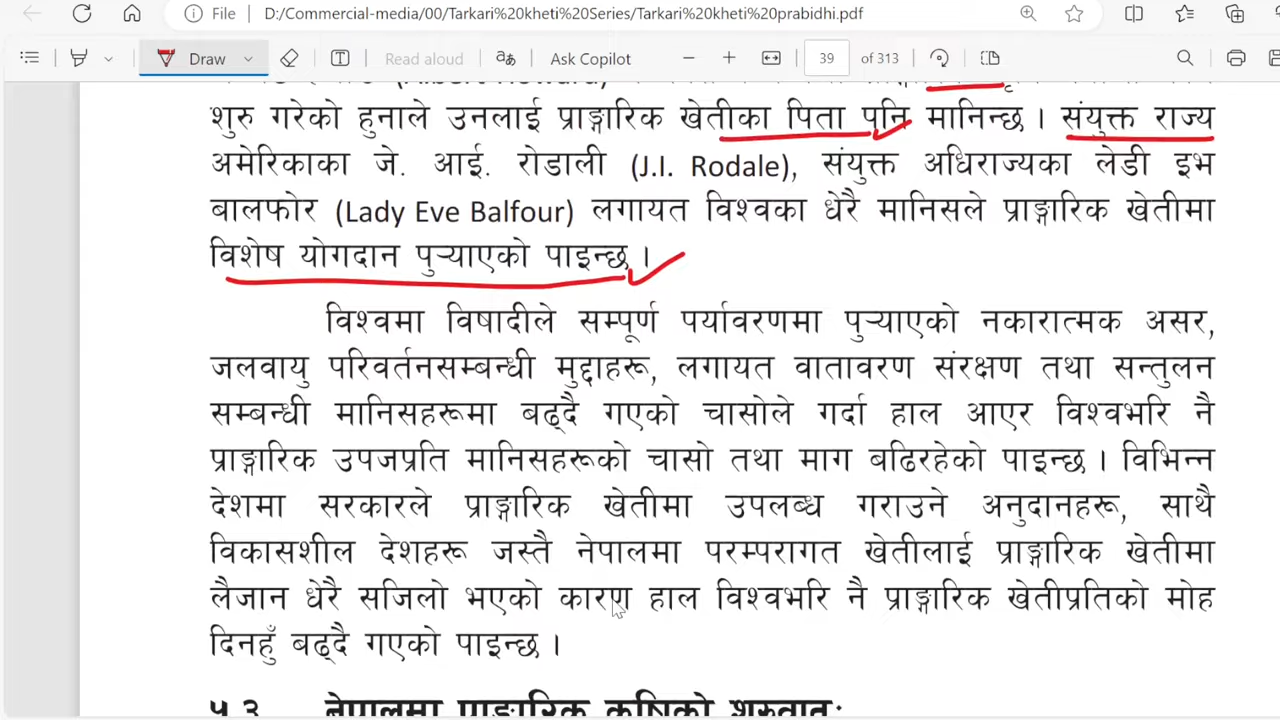 File D:/Commercial-media/00/Tarkari%20kheti%20Series/Tarkari%20kheti%20prabidhi.pdf
Draw Read aloud Ask Copilot 39 of 313
शुरु गरेको हुनाले उनलाई प्राङ्गारिक खेतीका पिता पनि मानिन्छ । संयुक्त राज्य
अमेरिकाका जे. आई. रोडाली (J.I. Rodale), संयुक्त अधिराज्यका लेडी इभ
बालफोर (Lady Eve Balfour) लगायत विश्वका धेरै मानिसले प्राङ्गारिक खेतीमा
विशेष योगदान पुऱ्याएको पाइन्छ ।
विश्वमा विषादीले सम्पूर्ण पर्यावरणमा पुऱ्याएको नकारात्मक असर,
जलवायु परिवर्तनसम्बन्धी मुद्दाहरू, लगायत वातावरण संरक्षण तथा सन्तुलन
सम्बन्धी मानिसहरूमा बढ्दै गएको चासोले गर्दा हाल आएर विश्वभरि नै
प्राङ्गारिक उपजप्रति मानिसहरूको चासो तथा माग बढिरहेको पाइन्छ । विभिन्न
देशमा सरकारले प्राङ्गारिक खेतीमा उपलब्ध गराउने अनुदानहरू, साथै
विकासशील देशहरू जस्तै नेपालमा परम्परागत खेतीलाई प्राङ्गारिक खेतीमा
लैजान धेरै सजिलो भएको कारण हाल विश्वभरि नै प्राङ्गारिक खेतीप्रतिको मोह
दिनहुँ बढ्दै गएको पाइन्छ ।
५.३ नेपालमा प्राङ्गारिक कृषिको शुरुवातः